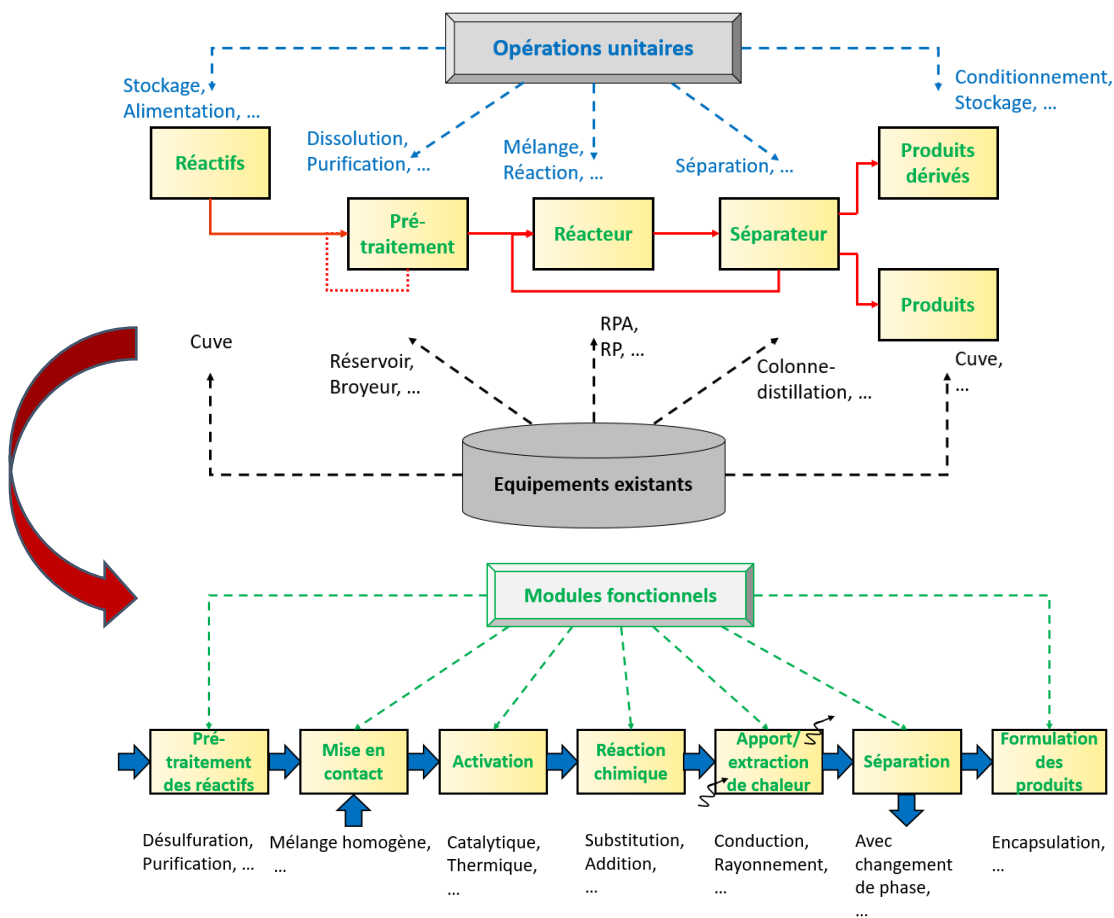 Opérations unitaires
Stockage,
Alimentation, ...
Conditionnement,
Stockage, ...
Dissolution,
Purification, ...
Mélange,
Réaction, ...
Séparation, ...
Réactifs
Produits
dérivés
Pré-
traitement
Réacteur
Séparateur
Produits
Cuve
Réservoir,
Broyeur, ...
RPA,
RP, ...
Colonne-
distillation, ...
Cuve,
...
Equipements existants
Modules fonctionnels
Pré-
traitement
des réactifs
Mise en
contact
Activation
Réaction
chimique
Apport/
extraction
de chaleur
Séparation
Formulation
des
produits
Désulfuration,
Purification, ...
Mélange homogène,
...
Catalytique,
Thermique,
...
Substitution,
Addition,
...
Conduction,
Rayonnement,
...
Avec
changement
de phase,
...
Encapsulation,
...